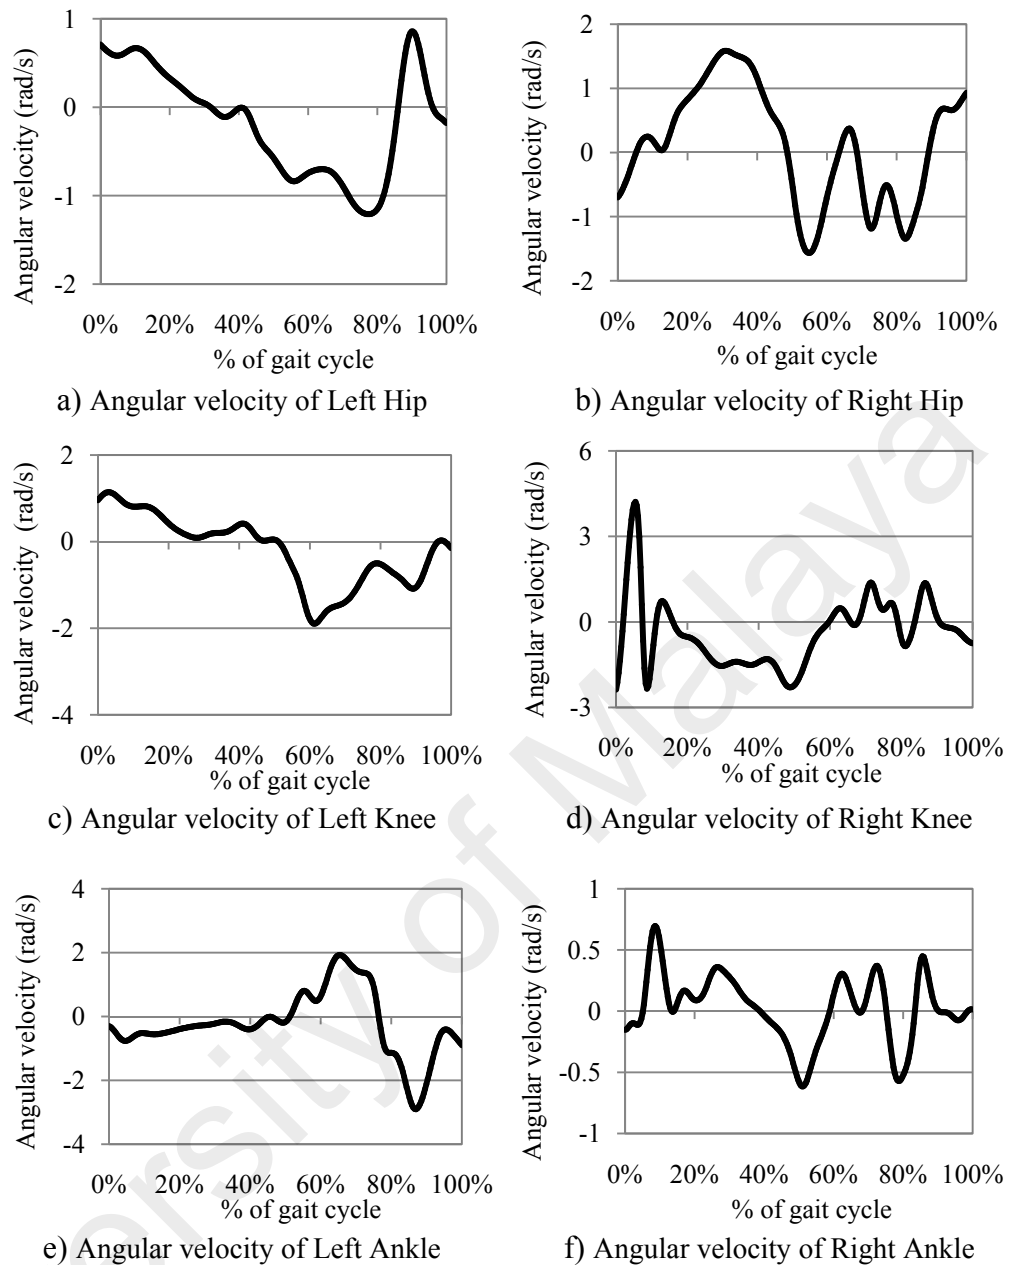 1
0
-1
-2
Angular velocity (rad/s)
0% 20% 40% 60% 80% 100%
% of gait cycle
a) Angular velocity of Left Hip
2
1
0
-1
-2
Angular velocity (rad/s)
0% 20% 40% 60% 80% 100%
% of gait cycle
b) Angular velocity of Right Hip
2
0
-2
-4
Angular velocity (rad/s)
0% 20% 40% 60% 80% 100%
% of gait cycle
c) Angular velocity of Left Knee
6
3
0
-3
Angular velocity (rad/s)
0% 20% 40% 60% 80% 100%
% of gait cycle
d) Angular velocity of Right Knee
4
2
0
-2
-4
Angular velocity (rad/s)
0% 20% 40% 60% 80% 100%
% of gait cycle
e) Angular velocity of Left Ankle
1
0.5
0
-0.5
-1
Angular velocity (rad/s)
0% 20% 40% 60% 80% 100%
% of gait cycle
f) Angular velocity of Right Ankle
ersity of Malaya